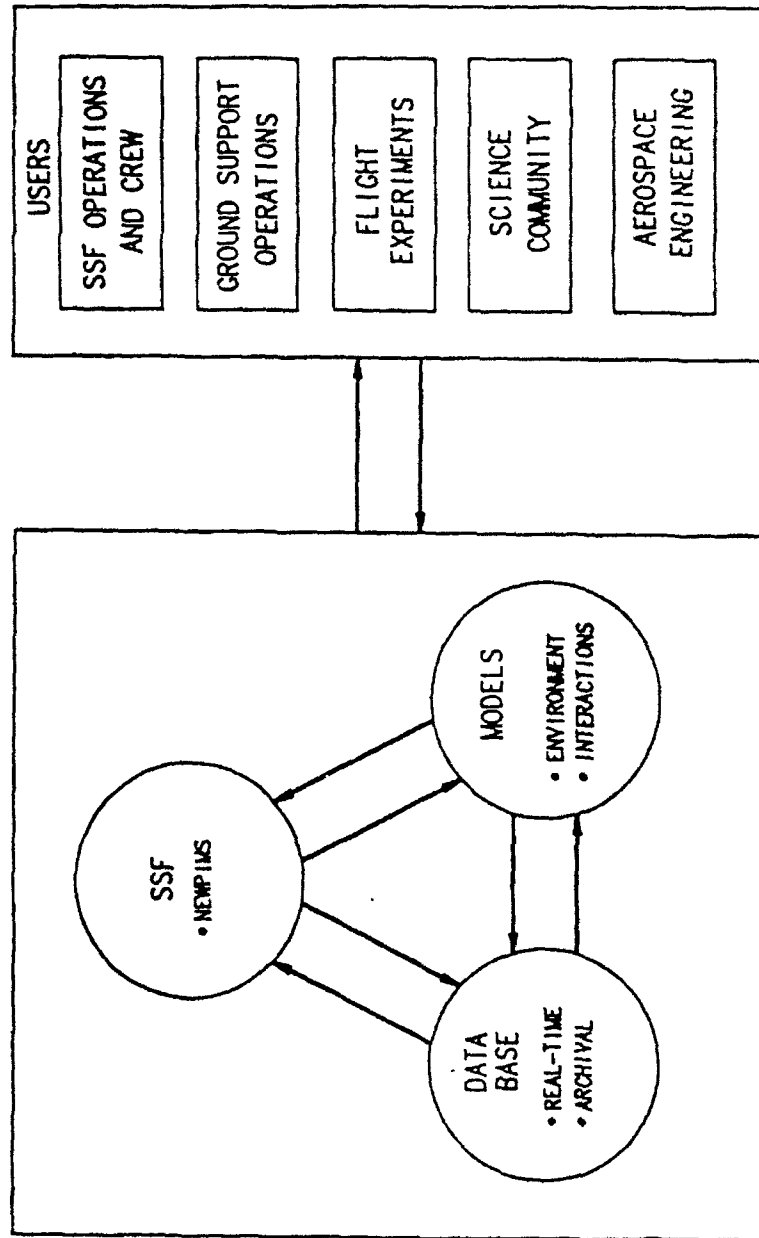 SSF
• NEWPIMS
DATA
BASE
• REAL-TIME
• ARCHIVAL
MODELS
• ENVIRONMENT
• INTERACTIONS
USERS
SSF OPERATIONS
AND CREW
GROUND SUPPORT
OPERATIONS
FLIGHT
EXPERIMENTS
SCIENCE
COMMUNITY
AEROSPACE
ENGINEERING